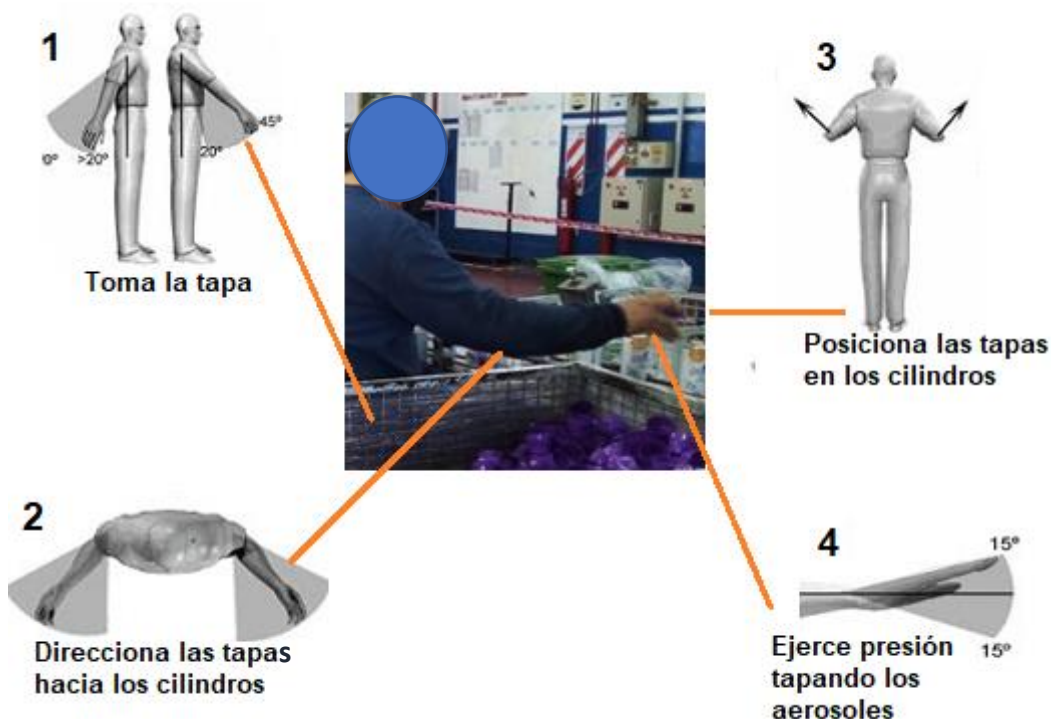 1
0º
>20º
20º
45º
Toma la tapa
2
Direcciona las tapas
hacia los cilindros
3
Posiciona las tapas
en los cilindros
4
15º
15º
Ejerce presión
tapando los
aerosoles